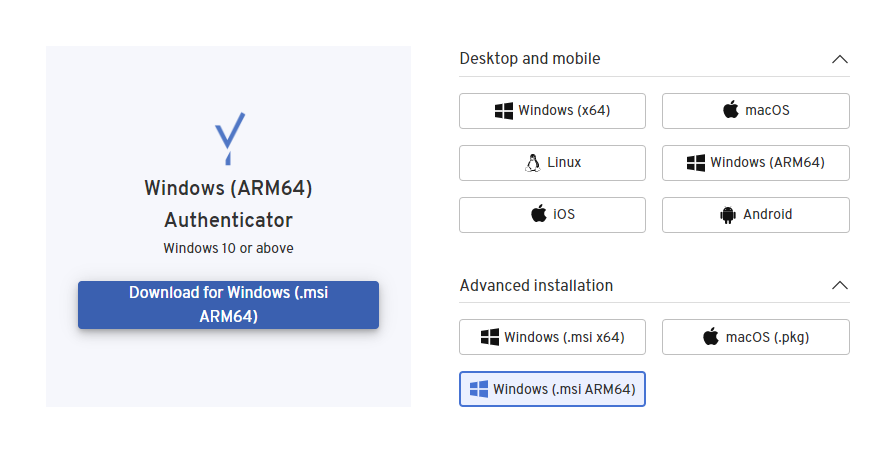 Windows (ARM64)
Authenticator
Windows 10 or above
Download for Windows (.msi
ARM64)
Desktop and mobile
Windows (x64)
macOS
Linux
Windows (ARM64)
iOS
Android
Advanced installation
Windows (.msi x64)
macOS (.pkg)
Windows (.msi ARM64)